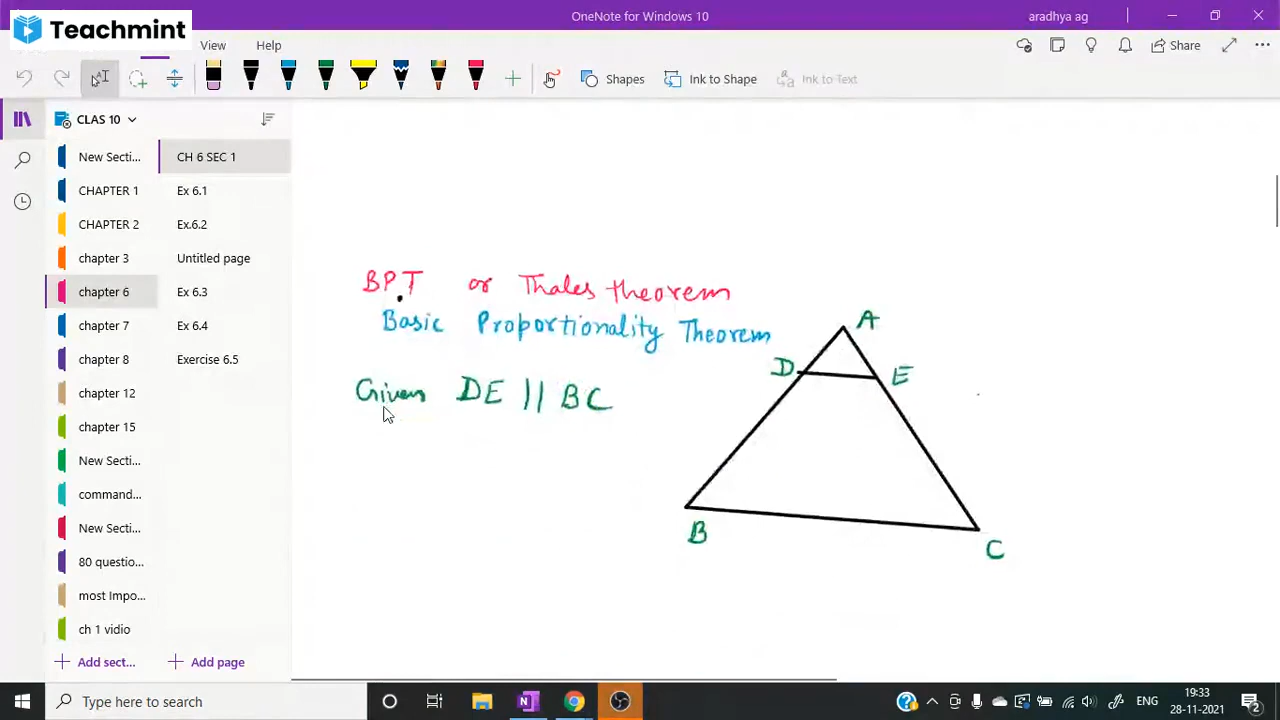 OneNote for Windows 10
aradhya ag
Teachmint
View
Help
Share
Shapes
Ink to Shape
Ink to Text
CLAS 10
New Secti...
CH 6 SEC 1
CHAPTER 1
Ex 6.1
CHAPTER 2
Ex.6.2
chapter 3
Untitled page
chapter 6
Ex 6.3
chapter 7
Ex 6.4
chapter 8
Exercise 6.5
chapter 12
chapter 15
New Secti...
command...
New Secti...
80 questio...
most Impo...
ch 1 vidio
Add sect...
Add page
BP.T or Thales theorem
Basic Proportionality Theorem
Given DE || BC
A
D
E
B
C
Type here to search
ENG
19:33
28-11-2021
2